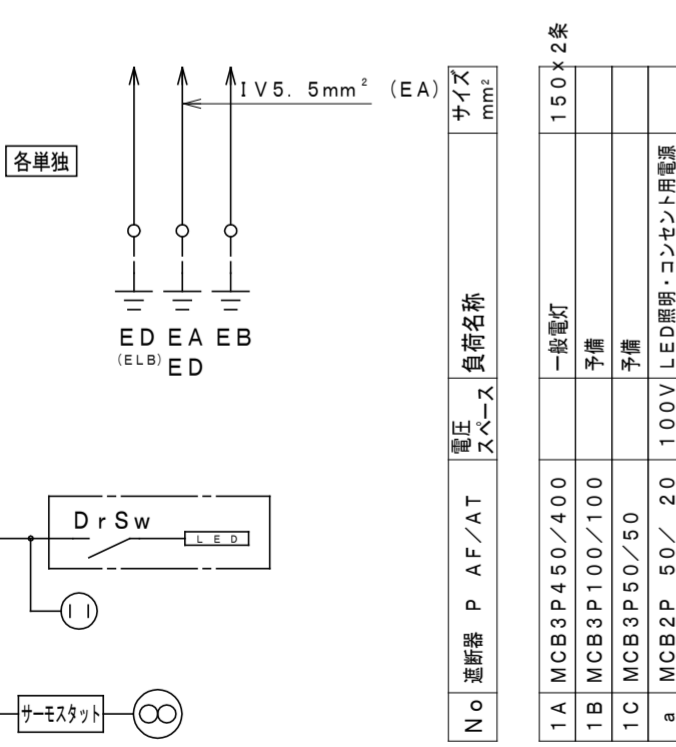 IV5. 5mm² (EA)
各単独
ED EA EB
(ELB) ED
DrSw
LED
サーモスタット
No 遮断器 P AF/AT 電圧 スペース 負荷名称 サイズ mm²
1A MCB3P450/400 一般電灯 150×2条
1B MCB3P100/100 予備
1C MCB3P50/50 予備
a MCB2P 50/ 20 100V LED照明・コンセント用電源